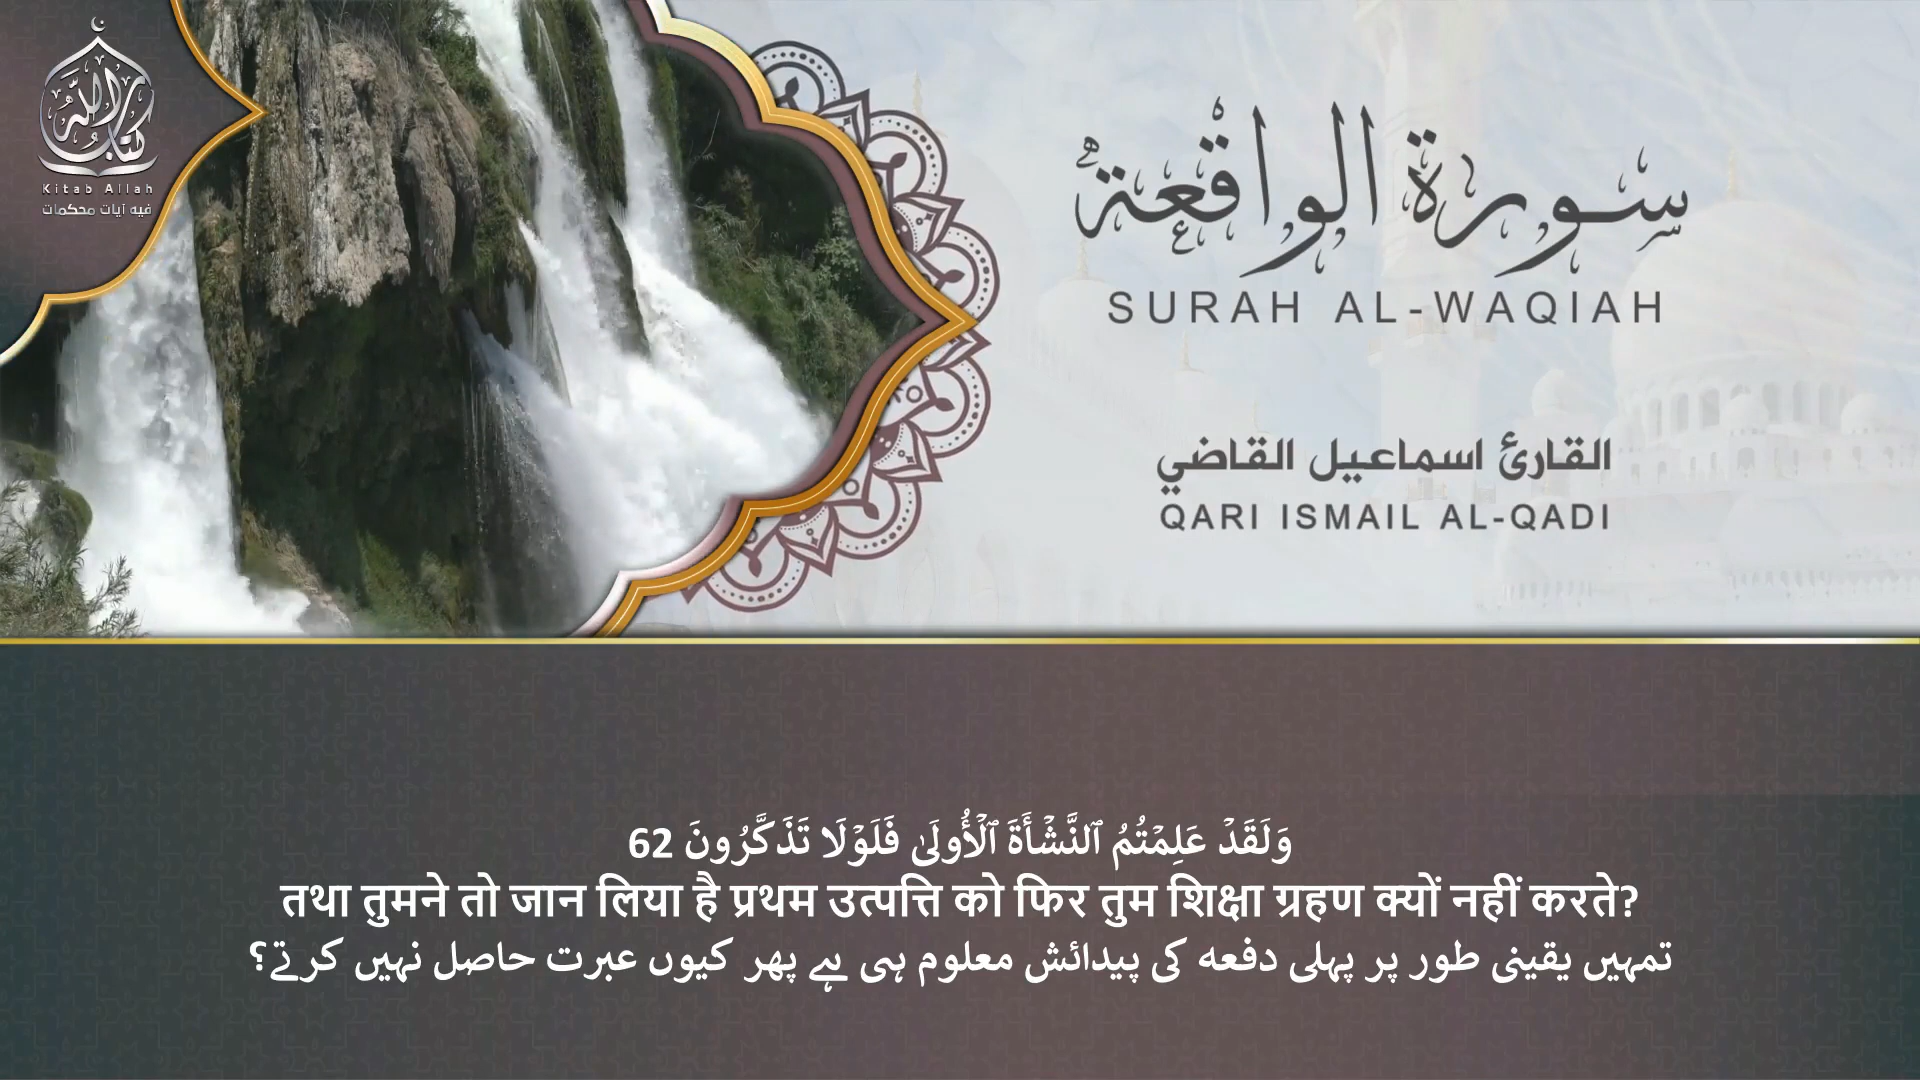 كتاب الله
Kitab Allah
فيه آيات محكمات
سورة الواقعة
SURAH AL-WAQIAH
القارئ اسماعيل القاضي
QARI ISMAIL AL-QADI
وَلَقَدۡ عَلِمۡتُمُ ٱلنَّشۡأَةَ ٱلۡأُولَىٰ فَلَوۡلَا تَذَكَّرُونَ 62
तथा तुमने तो जान लिया है प्रथम उत्पत्ति को फिर तुम शिक्षा ग्रहण क्यों नहीं करते?
تمہیں یقینی طور پر پہلی دفعہ کی پیدائش معلوم ہی ہے پھر کیوں عبرت حاصل نہیں کرتے؟